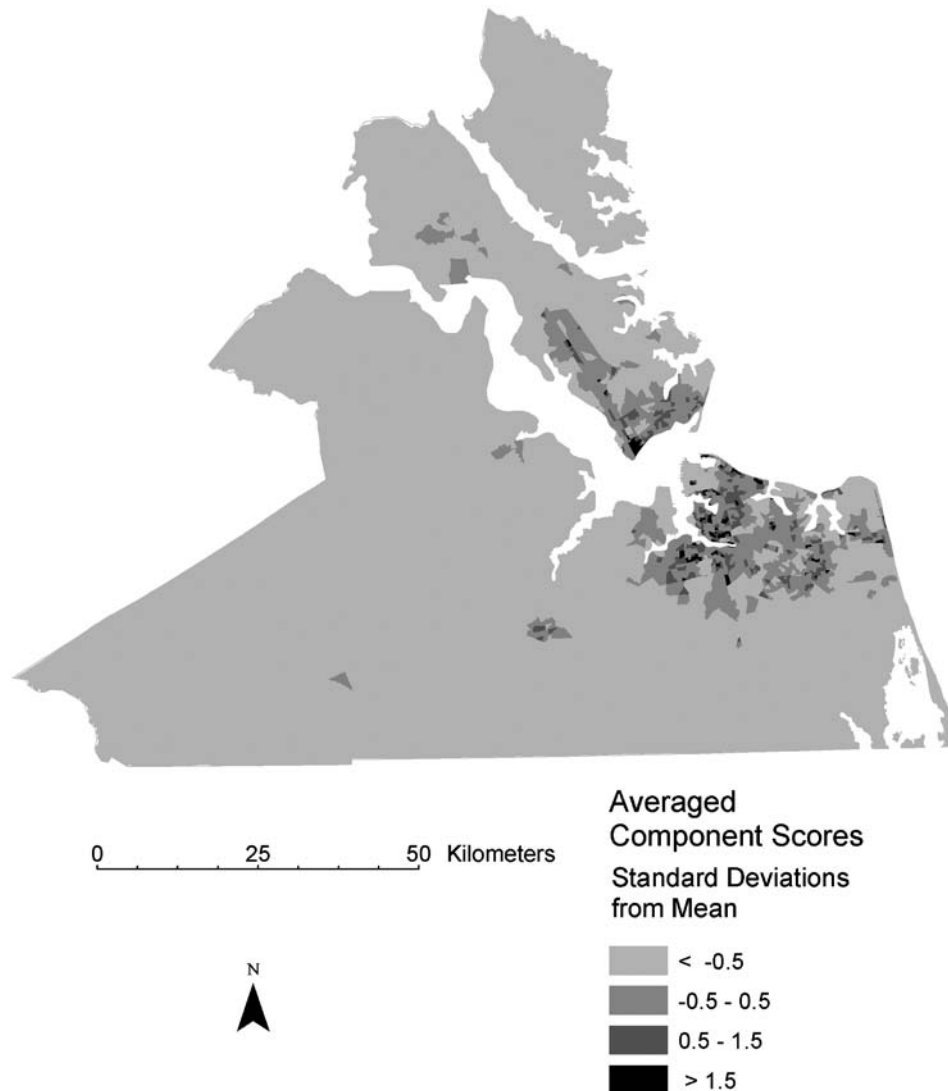 Averaged
Component Scores
Standard Deviations
from Mean
0 25 50 Kilometers
< -0.5
-0.5 - 0.5
0.5 - 1.5
> 1.5
N